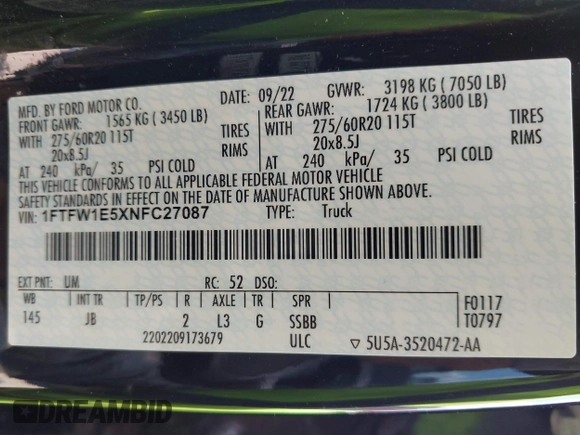 MFD. BY FORD MOTOR CO.
DATE: 09/22 GVWR: 3198 KG ( 7050 LB)
FRONT GAWR: 1565 KG ( 3450 LB)
REAR GAWR: 1724 KG ( 3800 LB)
WITH 275/60R20 115T TIRES
WITH 275/60R20 115T TIRES
20x8.5J RIMS
20x8.5J RIMS
AT 240 kPa/ 35 PSI COLD
AT 240 kPa/ 35 PSI COLD
THIS VEHICLE CONFORMS TO ALL APPLICABLE FEDERAL MOTOR VEHICLE
SAFETY STANDARDS IN EFFECT ON THE DATE OF MANUFACTURE SHOWN ABOVE.
VIN: 1FTFW1E5XNFC27087 TYPE: Truck
EXT PNT: UM RC: 52 DSO:
WB INT TR TP/PS R AXLE TR SPR
145 JB 2 L3 G SSBB
F0117
T0797
2202209173679 ULC ▽ 5U5A-3520472-AA
DREAMBID